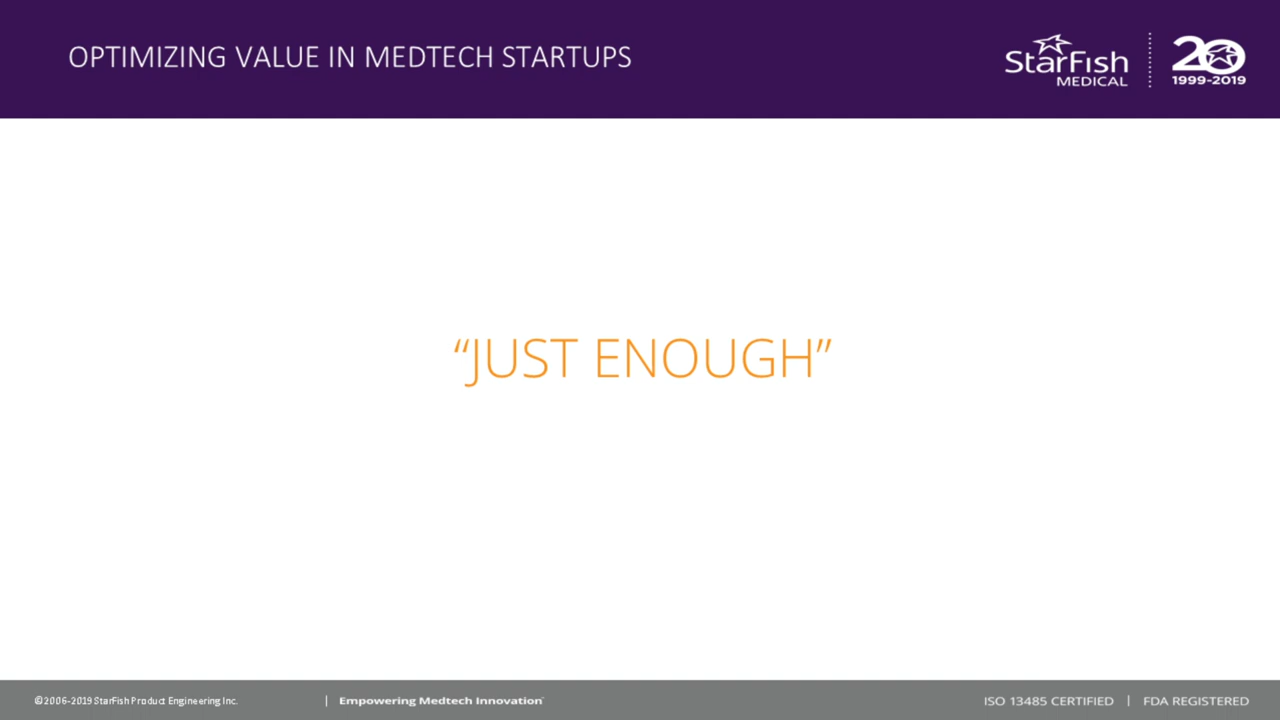 OPTIMIZING VALUE IN MEDTECH STARTUPS
StarFish
MEDICAL
20
1999-2019
“JUST ENOUGH”
©2006-2019 StarFish Product Engineering Inc. | Empowering Medtech Innovation ISO 13485 CERTIFIED | FDA REGISTERED